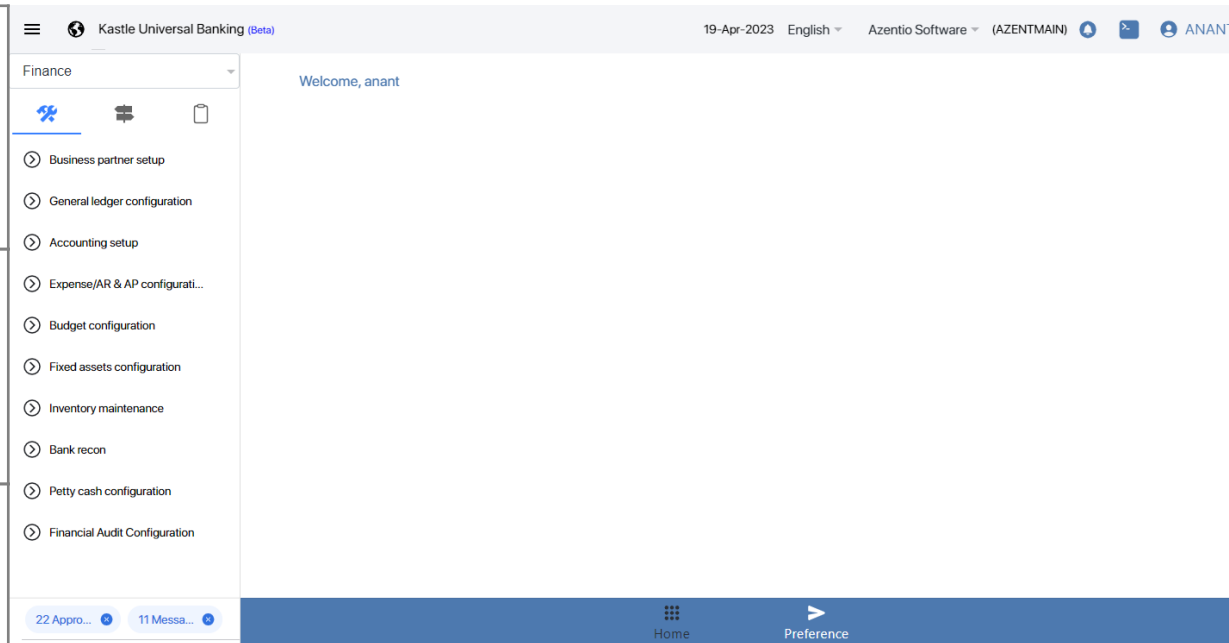 Kastle Universal Banking (Beta)
19-Apr-2023 English Azentio Software (AZENTMAIN) ANANT
Finance
Welcome, anant
Business partner setup
General ledger configuration
Accounting setup
Expense/AR & AP configurati...
Budget configuration
Fixed assets configuration
Inventory maintenance
Bank recon
Petty cash configuration
Financial Audit Configuration
22 Appro... 11 Messa...
Home Preference